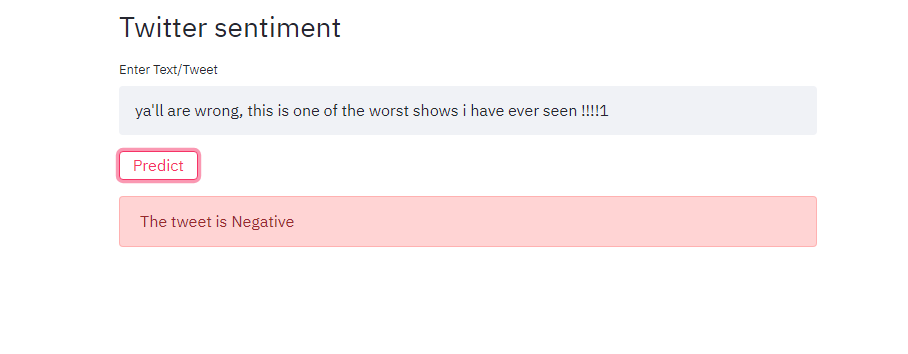 Twitter sentiment
Enter Text/Tweet
ya'll are wrong, this is one of the worst shows i have ever seen !!!!1
Predict
The tweet is Negative